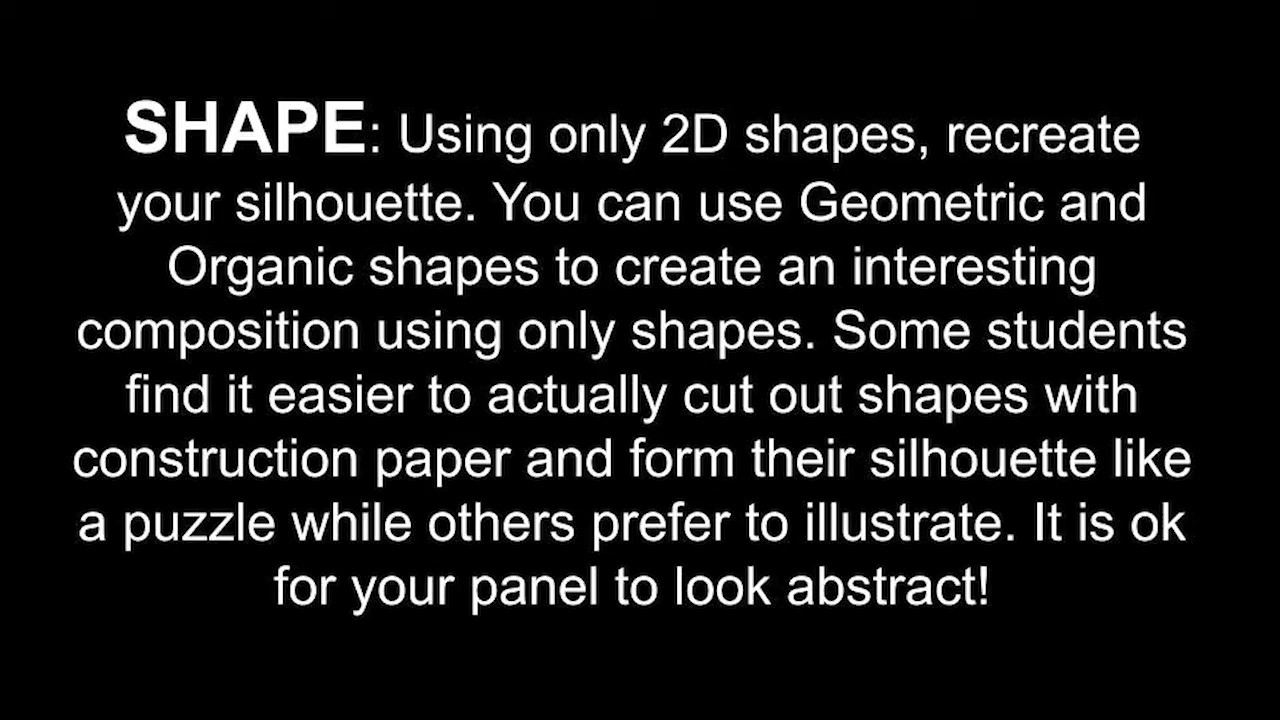 SHAPE: Using only 2D shapes, recreate
your silhouette. You can use Geometric and
Organic shapes to create an interesting
composition using only shapes. Some students
find it easier to actually cut out shapes with
construction paper and form their silhouette like
a puzzle while others prefer to illustrate. It is ok
for your panel to look abstract!